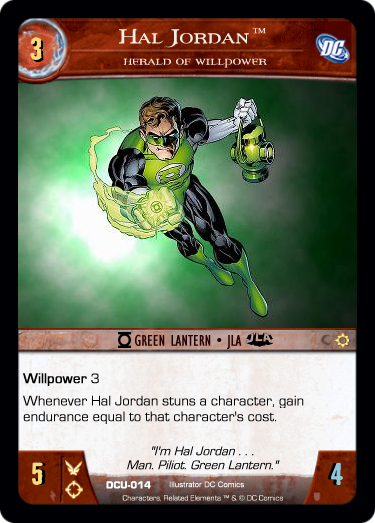 3
HAL JORDAN™
DC
HERALD OF WILLPOWER
GREEN LANTERN • JLA JLA
Willpower 3
Whenever Hal Jordan stuns a character, gain
endurance equal to that character's cost.
"I'm Hal Jordan . . .
Man. Piliot. Green Lantern."
5
DCU-014 Illustrator DC Comics
4
Characters, Related Elements ™ & © DC Comics